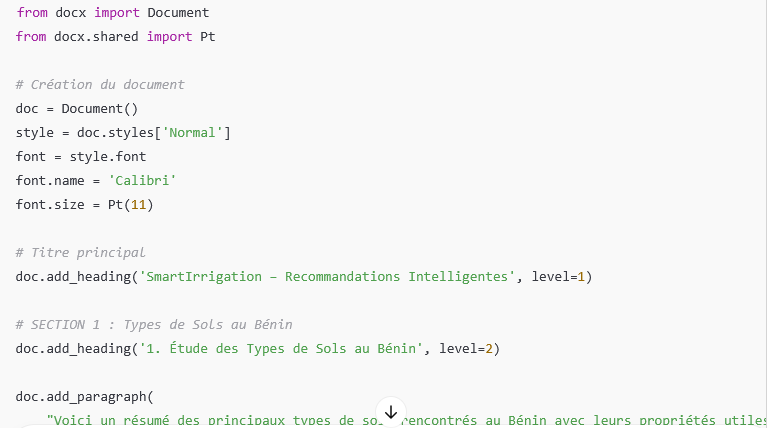 from docx import Document
from docx.shared import Pt
# Création du document
doc = Document()
style = doc.styles['Normal']
font = style.font
font.name = 'Calibri'
font.size = Pt(11)
# Titre principal
doc.add_heading('SmartIrrigation – Recommandations Intelligentes', level=1)
# SECTION 1 : Types de Sols au Bénin
doc.add_heading('1. Étude des Types de Sols au Bénin', level=2)
doc.add_paragraph(
"Voici un résumé des principaux types de rencontrés au Bénin avec leurs propriétés utiles